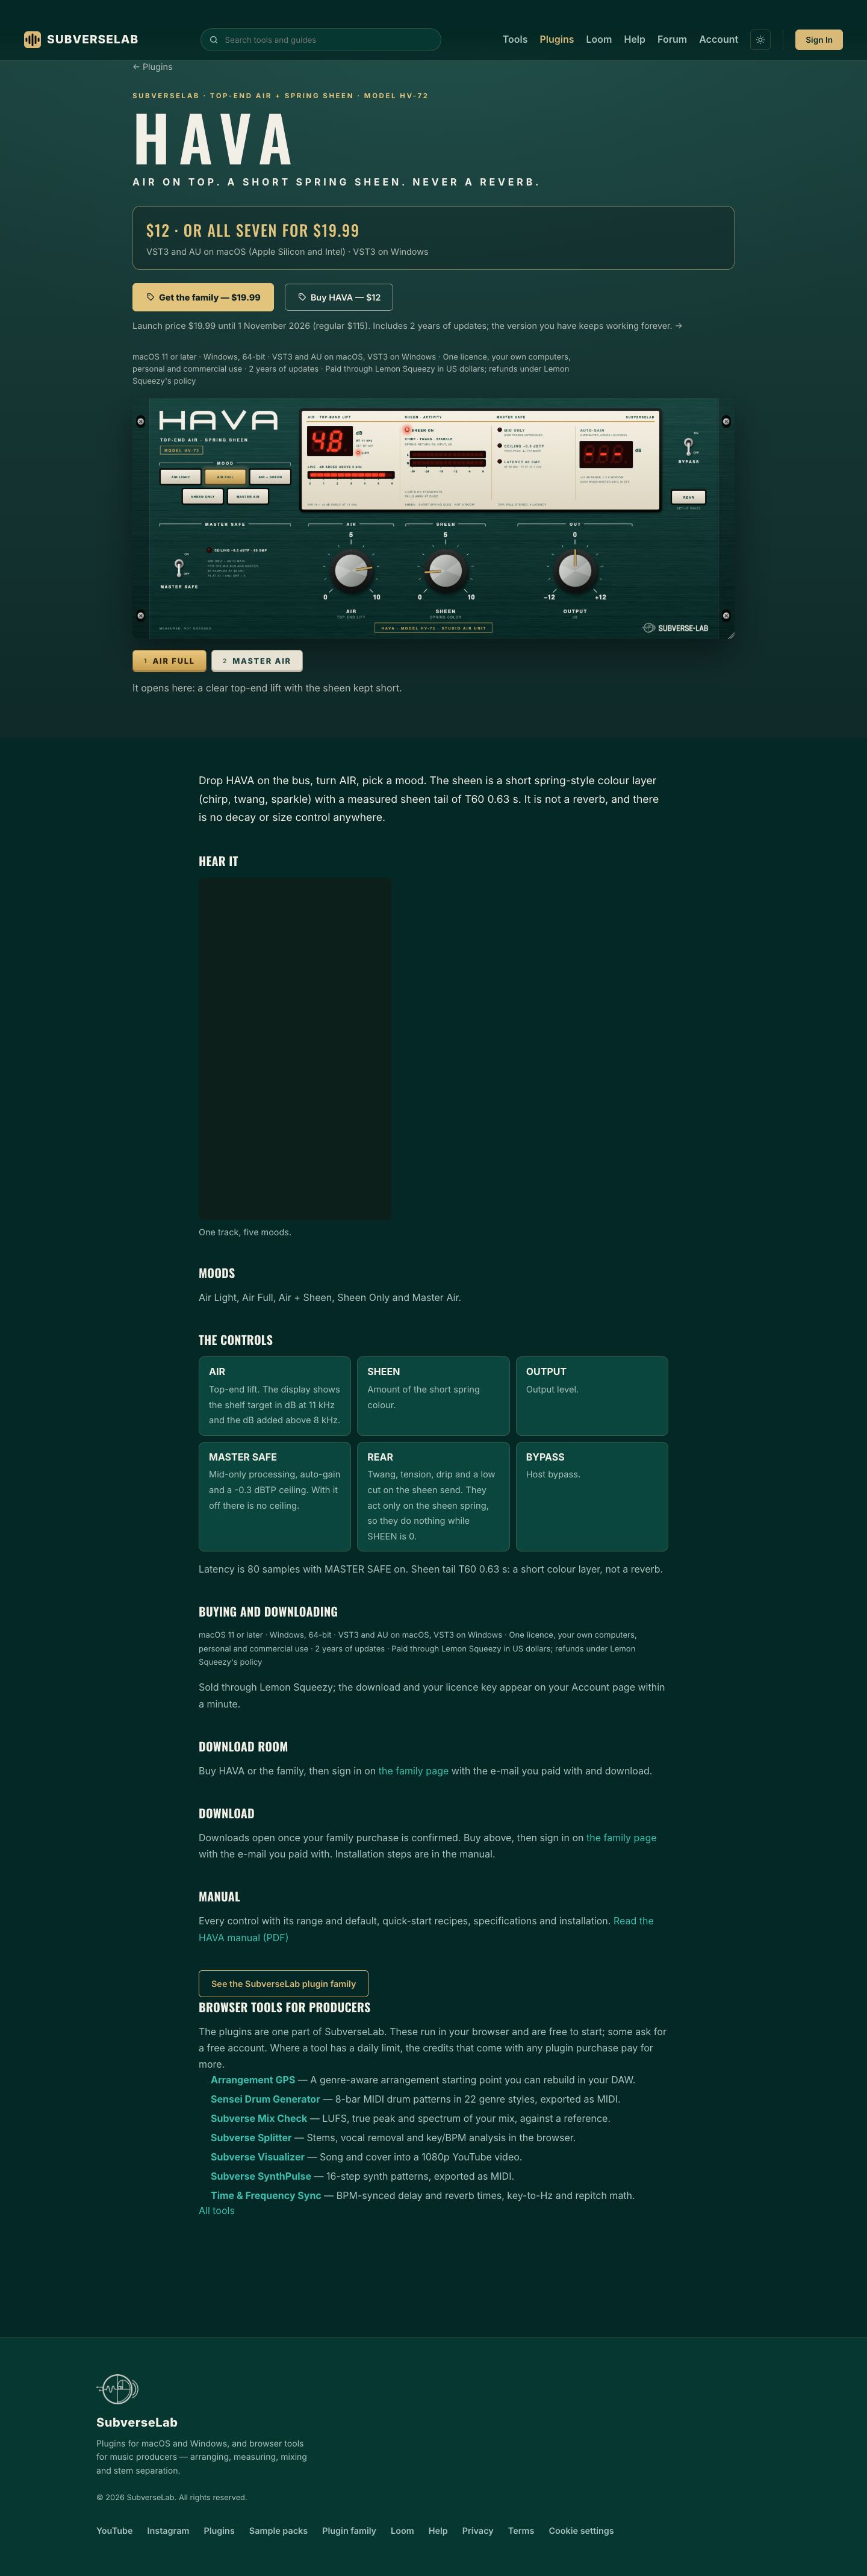 SUBVERSELAB
Search tools and guides
Tools
Plugins
Loom
Help
Forum
Account
Sign In
← Plugins
SUBVERSELAB · TOP-END AIR + SPRING SHEEN · MODEL HV-72
HAVA
AIR ON TOP. A SHORT SPRING SHEEN. NEVER A REVERB.
$12 · OR ALL SEVEN FOR $19.99
VST3 and AU on macOS (Apple Silicon and Intel) · VST3 on Windows
Get the family — $19.99
Buy HAVA — $12
Launch price $19.99 until 1 November 2026 (regular $115). Includes 2 years of updates; the version you have keeps working forever. →
macOS 11 or later · Windows, 64-bit · VST3 and AU on macOS, VST3 on Windows · One licence, your own computers,
personal and commercial use · 2 years of updates · Paid through Lemon Squeezy in US dollars; refunds under Lemon
Squeezy's policy
HAVA
TOP-END AIR · SPRING SHEEN
MODEL HV-72
MOOD
AIR LIGHT
AIR FULL
AIR + SHEEN
SHEEN ONLY
MASTER AIR
AIR · TOP-BAND LIFT
SHEEN · ACTIVITY
MASTER SAFE
SUBVERSELAB
4.8
dB
SHEEN ON
MID ONLY
AUTO-GAIN
dB
BYPASS
REAR
MASTER SAFE
AIR
SHEEN
OUT
MASTER SAFE
5
0
10
AIR
5
0
10
SHEEN
0
-12
+12
OUTPUT
HAVA · MODEL HV-72 · STUDIO AIR UNIT
SUBVERSE-LAB
1 AIR FULL
2 MASTER AIR
It opens here: a clear top-end lift with the sheen kept short.
Drop HAVA on the bus, turn AIR, pick a mood. The sheen is a short spring-style colour layer
(chirp, twang, sparkle) with a measured sheen tail of T60 0.63 s. It is not a reverb, and there
is no decay or size control anywhere.
HEAR IT
One track, five moods.
MOODS
Air Light, Air Full, Air + Sheen, Sheen Only and Master Air.
THE CONTROLS
AIR
Top-end lift. The display shows
the shelf target in dB at 11 kHz
and the dB added above 8 kHz.
SHEEN
Amount of the short spring
colour.
OUTPUT
Output level.
MASTER SAFE
Mid-only processing, auto-gain
and a -0.3 dBTP ceiling. With it
off there is no ceiling.
REAR
Twang, tension, drip and a low
cut on the sheen send. They
act only on the sheen spring,
so they do nothing while
SHEEN is 0.
BYPASS
Host bypass.
Latency is 80 samples with MASTER SAFE on. Sheen tail T60 0.63 s: a short colour layer, not a reverb.
BUYING AND DOWNLOADING
macOS 11 or later · Windows, 64-bit · VST3 and AU on macOS, VST3 on Windows · One licence, your own computers,
personal and commercial use · 2 years of updates · Paid through Lemon Squeezy in US dollars; refunds under Lemon
Squeezy's policy
Sold through Lemon Squeezy; the download and your licence key appear on your Account page within
a minute.
DOWNLOAD ROOM
Buy HAVA or the family, then sign in on the family page with the e-mail you paid with and download.
DOWNLOAD
Downloads open once your family purchase is confirmed. Buy above, then sign in on the family page
with the e-mail you paid with. Installation steps are in the manual.
MANUAL
Every control with its range and default, quick-start recipes, specifications and installation. Read the
HAVA manual (PDF)
See the SubverseLab plugin family
BROWSER TOOLS FOR PRODUCERS
The plugins are one part of SubverseLab. These run in your browser and are free to start; some ask for
a free account. Where a tool has a daily limit, the credits that come with any plugin purchase pay for
more.
Arrangement GPS — A genre-aware arrangement starting point you can rebuild in your DAW.
Sensei Drum Generator — 8-bar MIDI drum patterns in 22 genre styles, exported as MIDI.
Subverse Mix Check — LUFS, true peak and spectrum of your mix, against a reference.
Subverse Splitter — Stems, vocal removal and key/BPM analysis in the browser.
Subverse Visualizer — Song and cover into a 1080p YouTube video.
Subverse SynthPulse — 16-step synth patterns, exported as MIDI.
Time & Frequency Sync — BPM-synced delay and reverb times, key-to-Hz and repitch math.
All tools
SubverseLab
Plugins for macOS and Windows, and browser tools
for music producers — arranging, measuring, mixing
and stem separation.
© 2026 SubverseLab. All rights reserved.
YouTube
Instagram
Plugins
Sample packs
Plugin family
Loom
Help
Privacy
Terms
Cookie settings